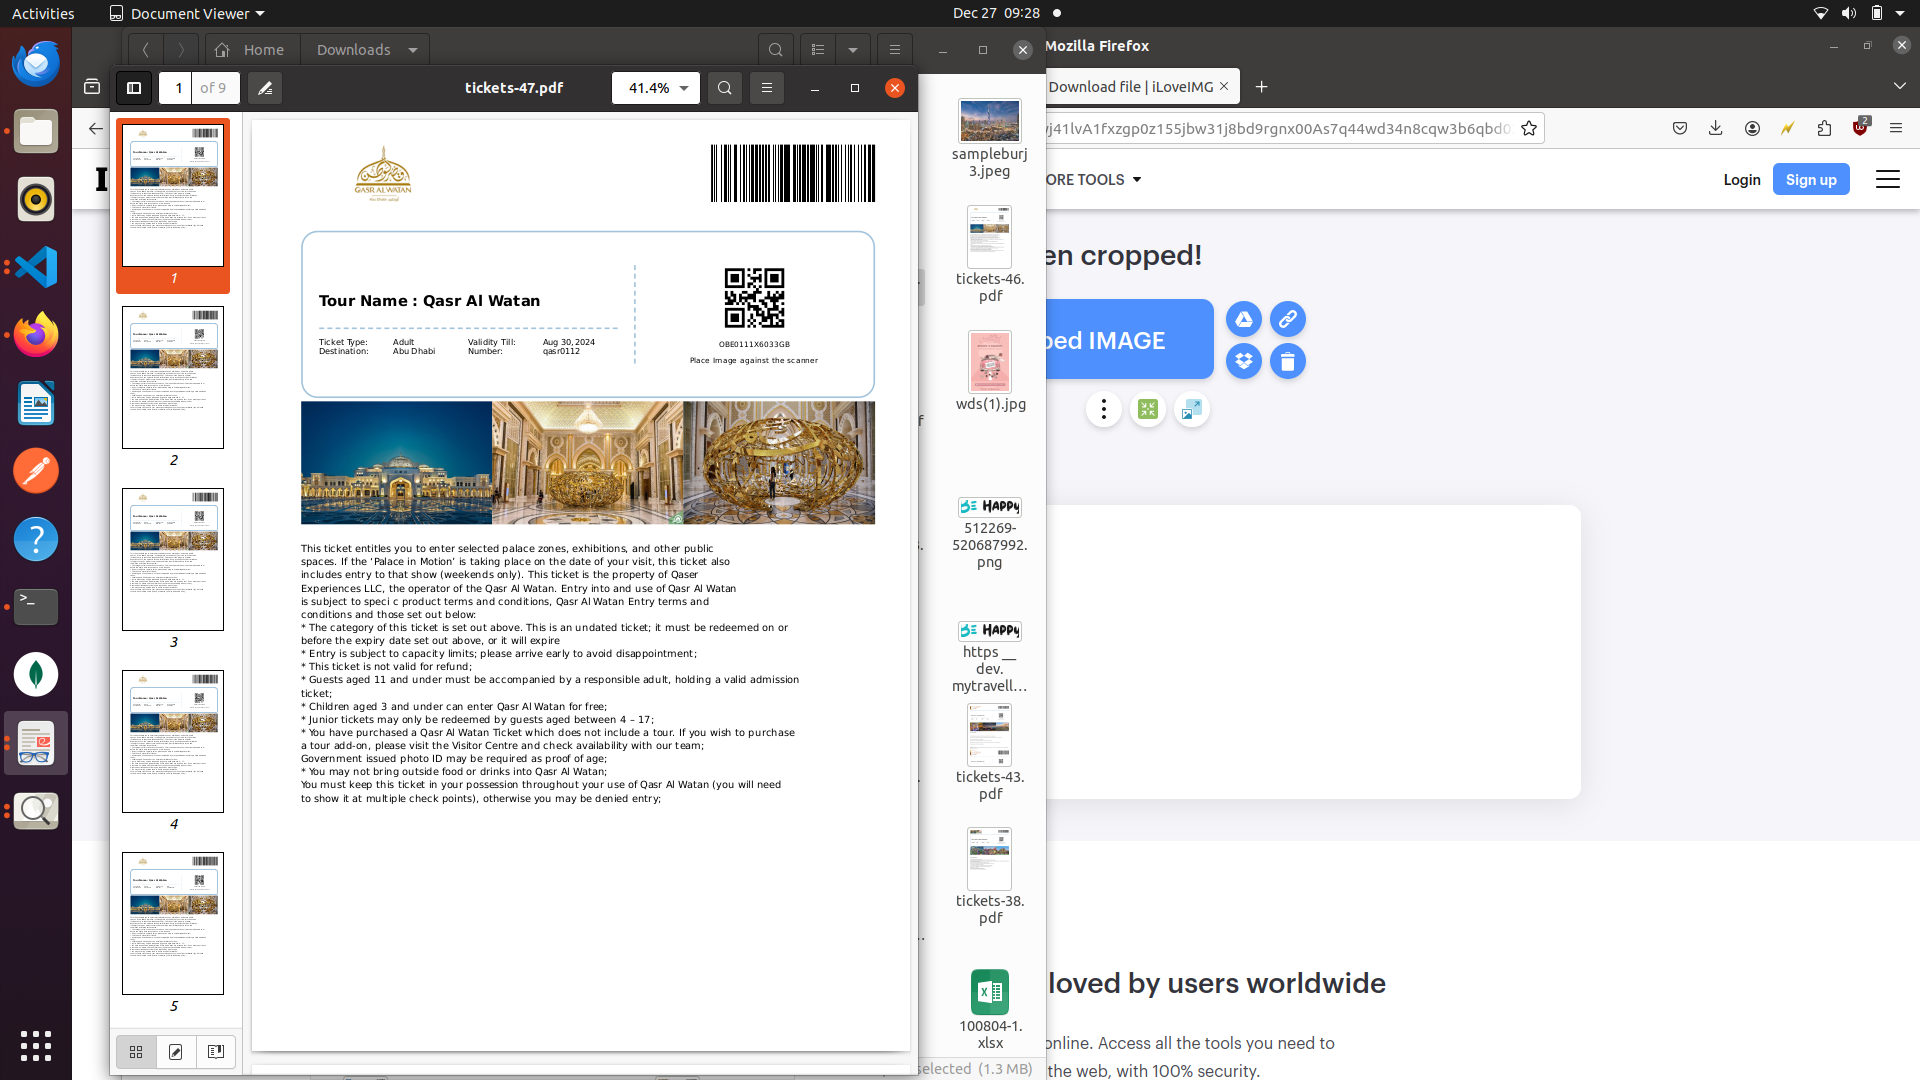 Activities
Document Viewer
Dec 27 09:28
Home
Downloads
Mozilla Firefox
1
of 9
tickets-47.pdf
41.4%
Download file | iLoveIMG
vj41lvA1fxzgp0z155jbw31j8bd9rgnx00As7q44wd34n8cqw3b6qbd0
2
I
ORE TOOLS
Login
Sign up
en cropped!
ped IMAGE
loved by users worldwide
online. Access all the tools you need to
the web, with 100% security.
1
2
3
4
5
QASR AL WATAN
Tour Name : Qasr Al Watan
Ticket Type: Adult Validity Till: Aug 30, 2024
Destination: Abu Dhabi Number: qasr0112
OBE0111X6033GB
Place Image against the scanner
This ticket entitles you to enter selected palace zones, exhibitions, and other public
spaces. If the ‘Palace in Motion’ is taking place on the date of your visit, this ticket also
includes entry to that show (weekends only). This ticket is the property of Qaser
Experiences LLC, the operator of the Qasr Al Watan. Entry into and use of Qasr Al Watan
is subject to speci c product terms and conditions, Qasr Al Watan Entry terms and
conditions and those set out below:
* The category of this ticket is set out above. This is an undated ticket; it must be redeemed on or
before the expiry date set out above, or it will expire
* Entry is subject to capacity limits; please arrive early to avoid disappointment;
* This ticket is not valid for refund;
* Guests aged 11 and under must be accompanied by a responsible adult, holding a valid admission
ticket;
* Children aged 3 and under can enter Qasr Al Watan for free;
* Junior tickets may only be redeemed by guests aged between 4 – 17;
* You have purchased a Qasr Al Watan Ticket which does not include a tour. If you wish to purchase
a tour add-on, please visit the Visitor Centre and check availability with our team;
Government issued photo ID may be required as proof of age;
* You may not bring outside food or drinks into Qasr Al Watan;
You must keep this ticket in your possession throughout your use of Qasr Al Watan (you will need
to show it at multiple check points), otherwise you may be denied entry;
sampleburj
3.jpeg
tickets-46.
pdf
wds(1).jpg
BE HAPPY
512269-
520687992.
png
BE HAPPY
https __
dev.
mytravell…
tickets-43.
pdf
tickets-38.
pdf
100804-1.
xlsx
selected (1.3 MB)